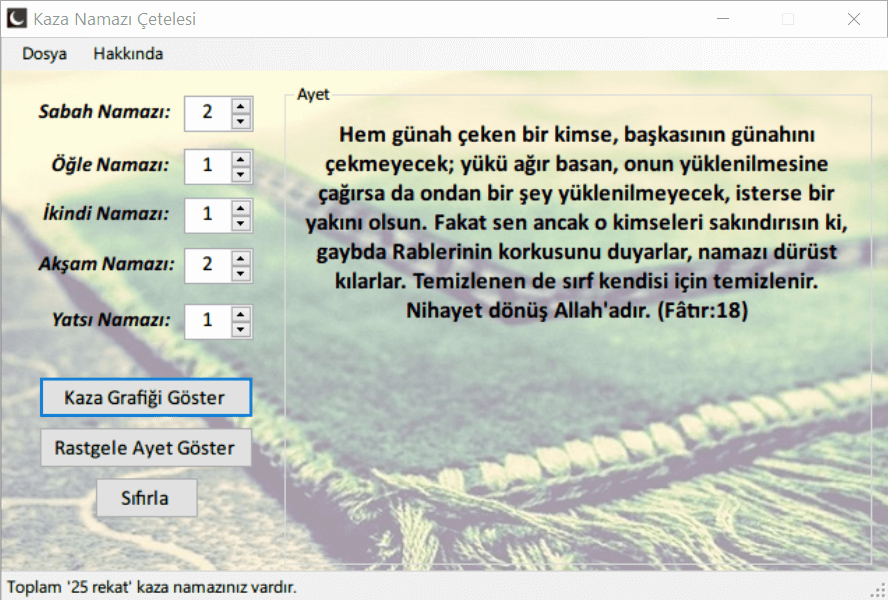 Kaza Namazı Çetelesi
Dosya Hakkında
Sabah Namazı: 2
Öğle Namazı: 1
İkindi Namazı: 1
Akşam Namazı: 2
Yatsı Namazı: 1
Kaza Grafiği Göster
Rastgele Ayet Göster
Sıfırla
Ayet
Hem günah çeken bir kimse, başkasının günahını
çekmeyecek; yükü ağır basan, onun yüklenilmesine
çağırsa da ondan bir şey yüklenilmeyecek, isterse bir
yakını olsun. Fakat sen ancak o kimseleri sakındırısın ki,
gaybda Rablerinin korkusunu duyarlar, namazı dürüst
kılarlar. Temizlenen de sırf kendisi için temizlenir.
Nihayet dönüş Allah'adır. (Fâtır:18)
Toplam '25 rekat' kaza namazınız vardır.